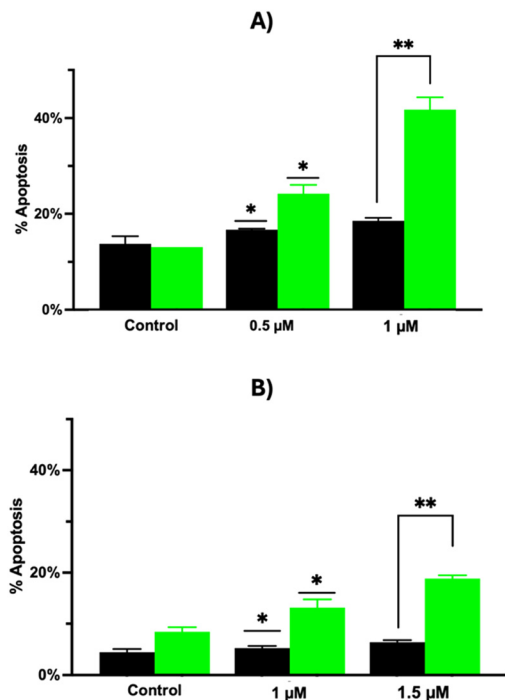 A)
% Apoptosis
40%
20%
0%
*
*
**
Control
0.5 µM
1 µM
B)
% Apoptosis
40%
20%
0%
*
*
**
Control
1 µM
1.5 µM